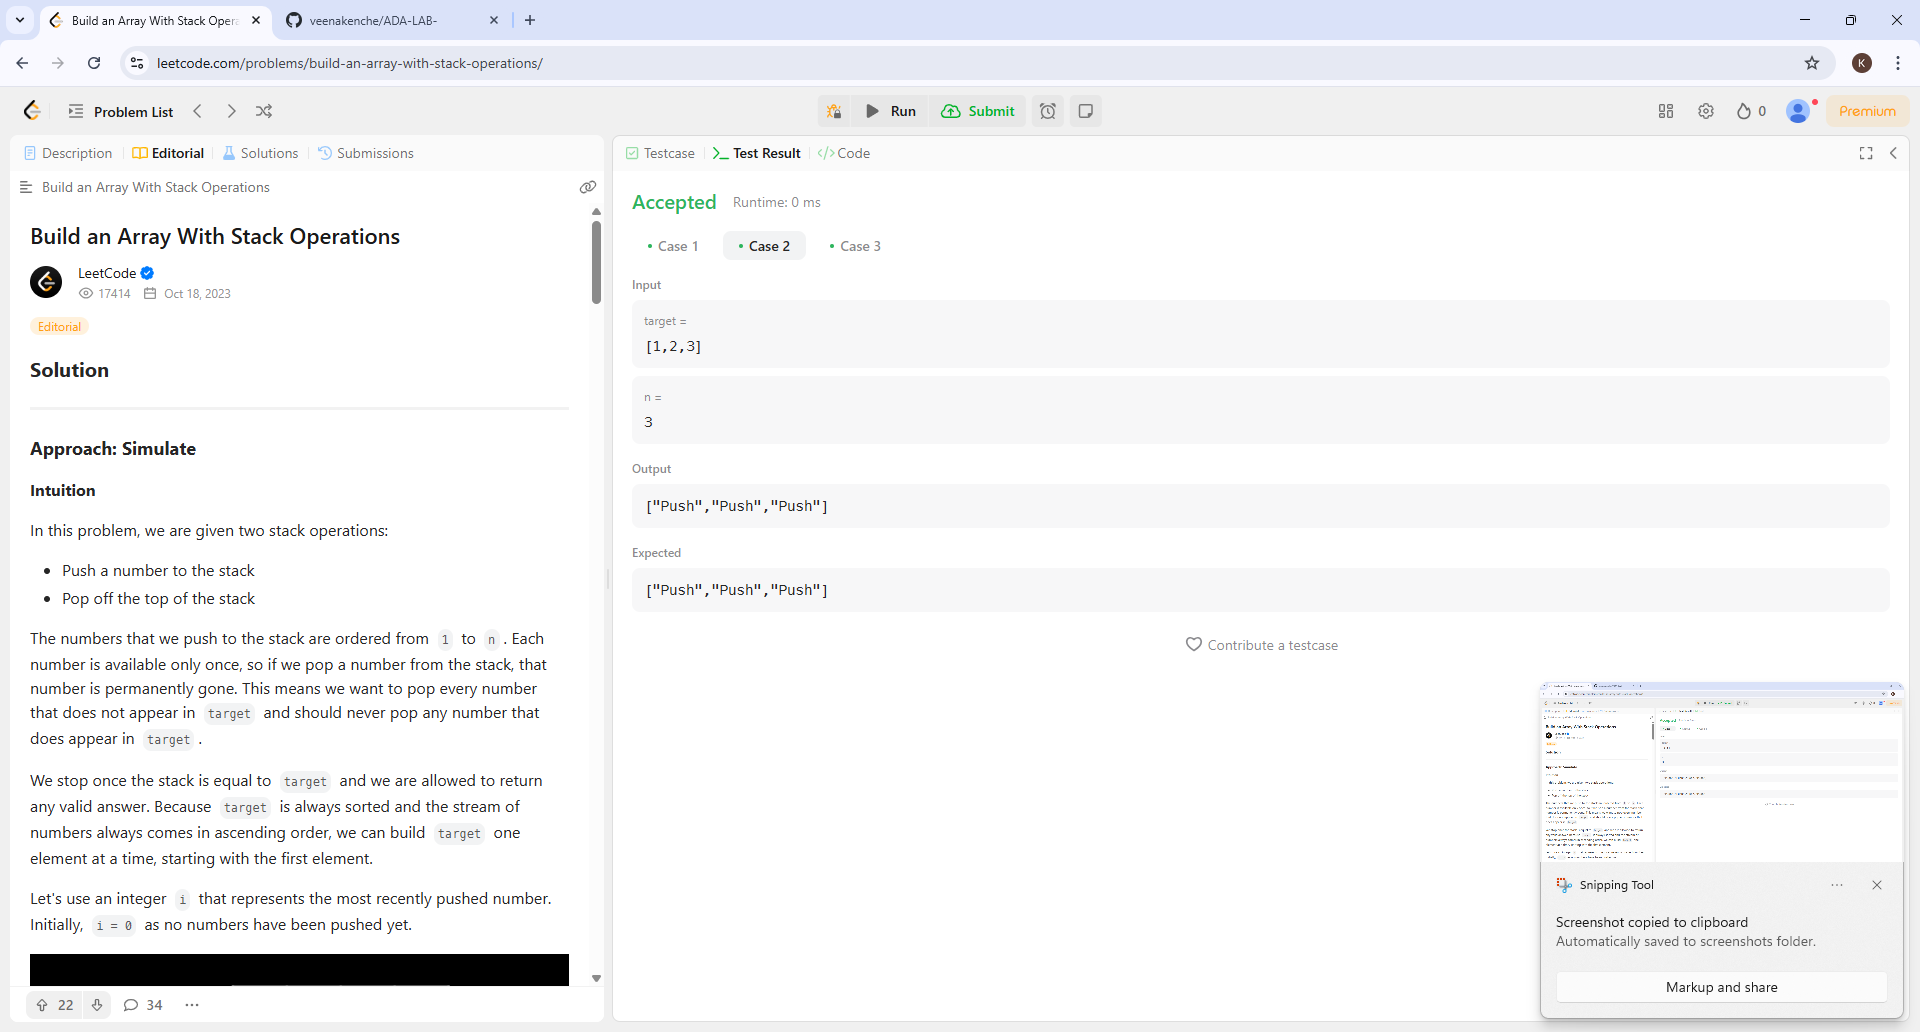 Build an Array With Stack Opera
veenakenche/ADA-LAB-
leetcode.com/problems/build-an-array-with-stack-operations/
K
Problem List
Run
Submit
0
Premium
Description
Editorial
Solutions
Submissions
Build an Array With Stack Operations
Build an Array With Stack Operations
LeetCode
17414
Oct 18, 2023
Editorial
Solution
Approach: Simulate
Intuition
In this problem, we are given two stack operations:
• Push a number to the stack
• Pop off the top of the stack
The numbers that we push to the stack are ordered from 1 to n . Each
number is available only once, so if we pop a number from the stack, that
number is permanently gone. This means we want to pop every number
that does not appear in target and should never pop any number that
does appear in target .
We stop once the stack is equal to target and we are allowed to return
any valid answer. Because target is always sorted and the stream of
numbers always comes in ascending order, we can build target one
element at a time, starting with the first element.
Let's use an integer i that represents the most recently pushed number.
Initially, i = 0 as no numbers have been pushed yet.
22
34
Testcase
Test Result
Code
Accepted
Runtime: 0 ms
• Case 1
• Case 2
• Case 3
Input
target =
[1,2,3]
n =
3
Output
["Push","Push","Push"]
Expected
["Push","Push","Push"]
Contribute a testcase
Snipping Tool
Screenshot copied to clipboard
Automatically saved to screenshots folder.
Markup and share